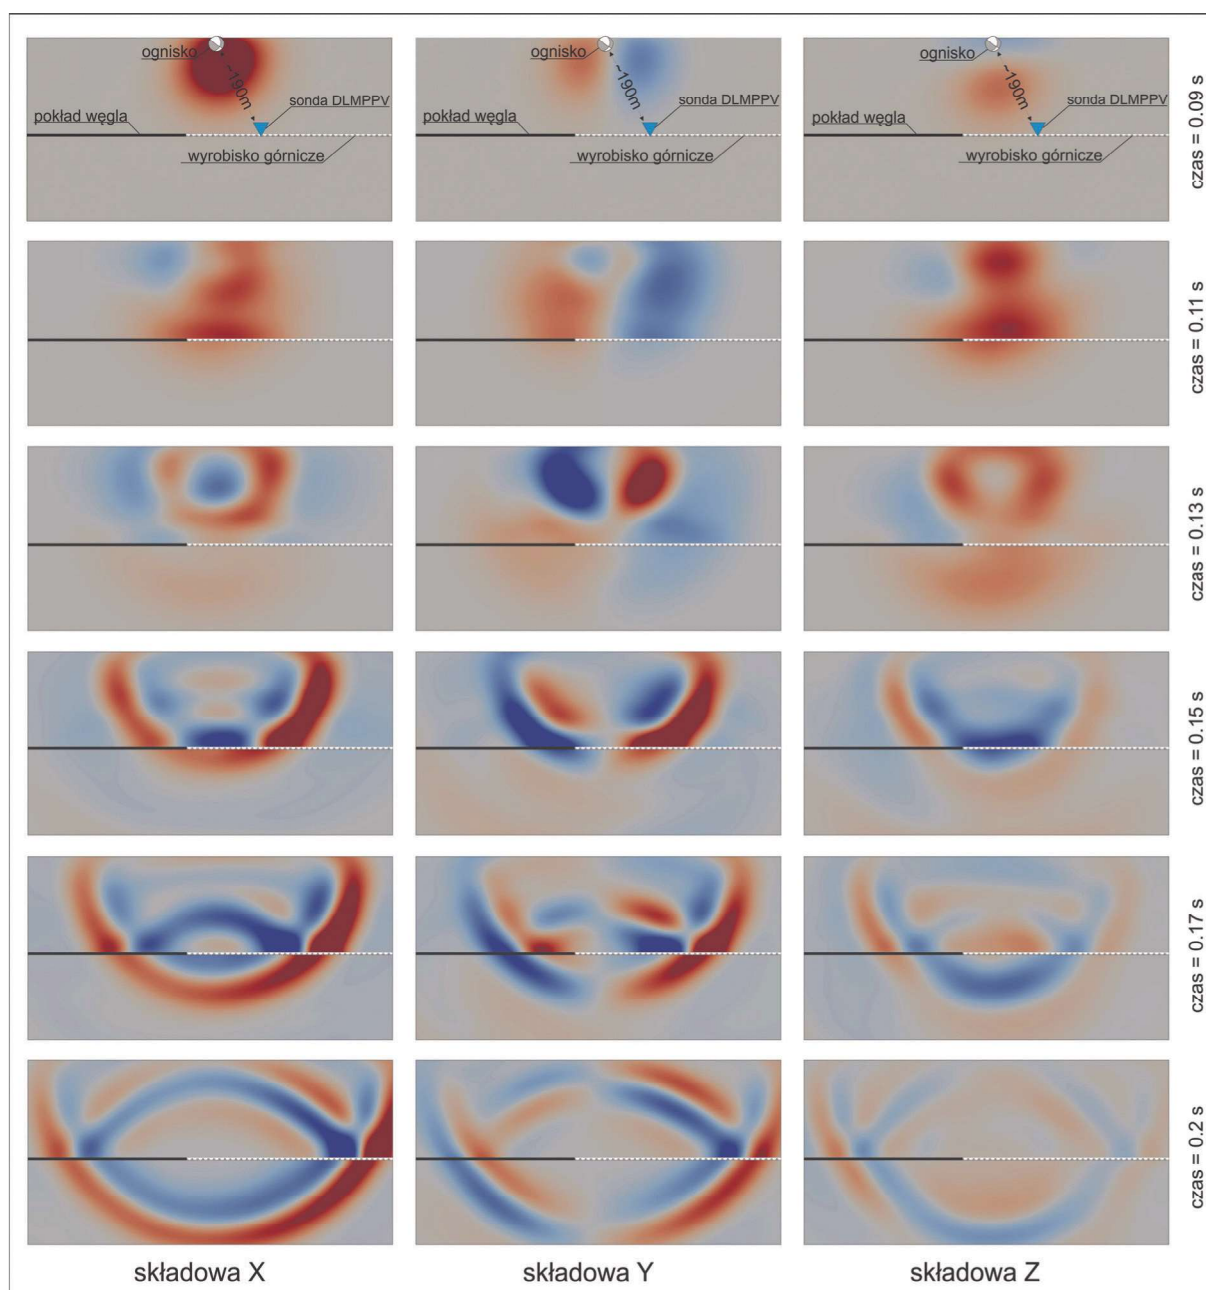 ognisko
~190m
sonda DLMPPV
pokład węgla
wyrobisko górnicze
ognisko
~190m
sonda DLMPPV
pokład węgla
wyrobisko górnicze
ognisko
~190m
sonda DLMPPV
pokład węgla
wyrobisko górnicze
czas = 0.09 s
czas = 0.11 s
czas = 0.13 s
czas = 0.15 s
czas = 0.17 s
czas = 0.2 s
składowa X
składowa Y
składowa Z